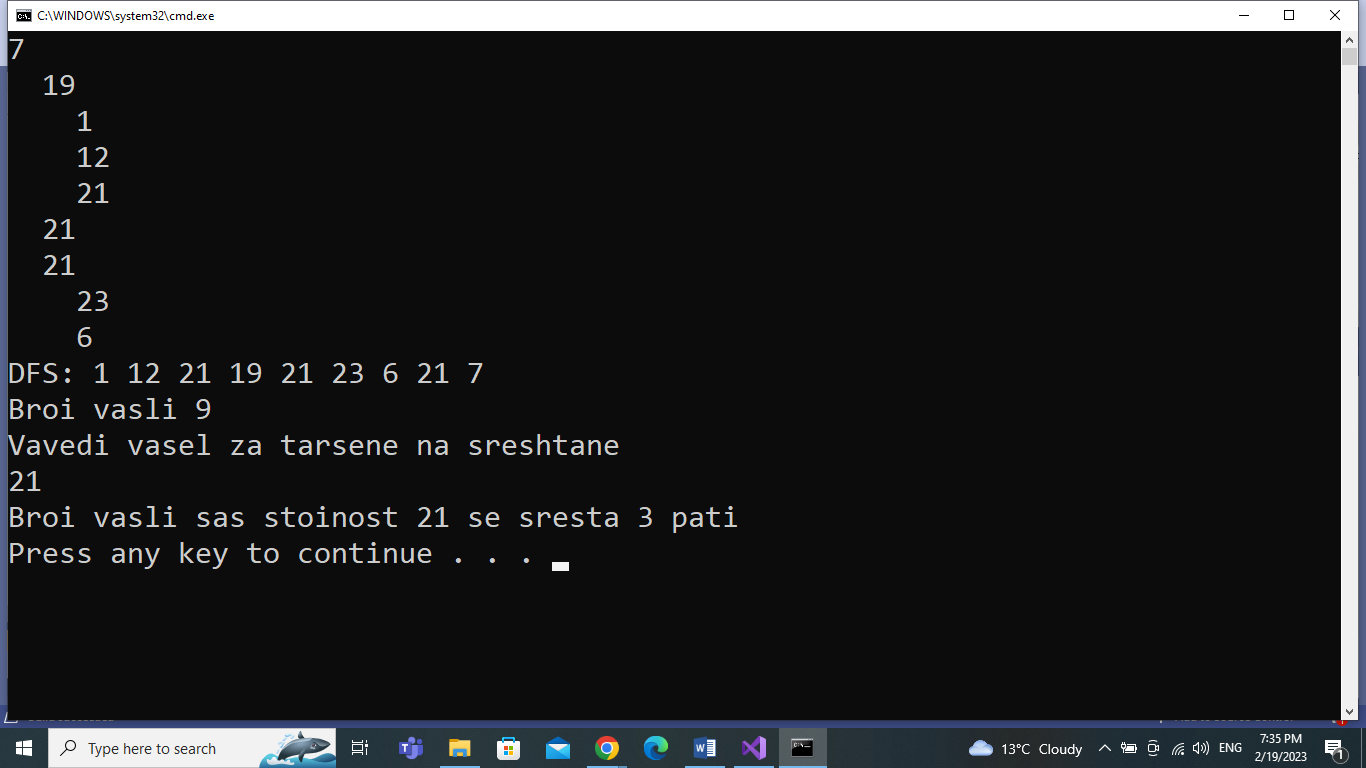 C:\WINDOWS\system32\cmd.exe
7
19
1
12
21
21
21
23
6
DFS: 1 12 21 19 21 23 6 21 7
Broi vasli 9
Vavedi vasel za tarsene na sreshtane
21
Broi vasli sas stoinost 21 se sresta 3 pati
Press any key to continue . . .
Type here to search
13°C Cloudy
ENG
7:35 PM
2/19/2023
1